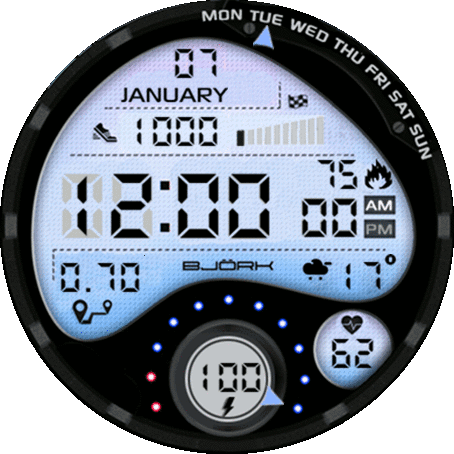 MON TUE WED THU FRI SAT SUN
07
JANUARY
1000
75
12:00 00 AM
PM
0.70 BJÖRK 17°
62
100